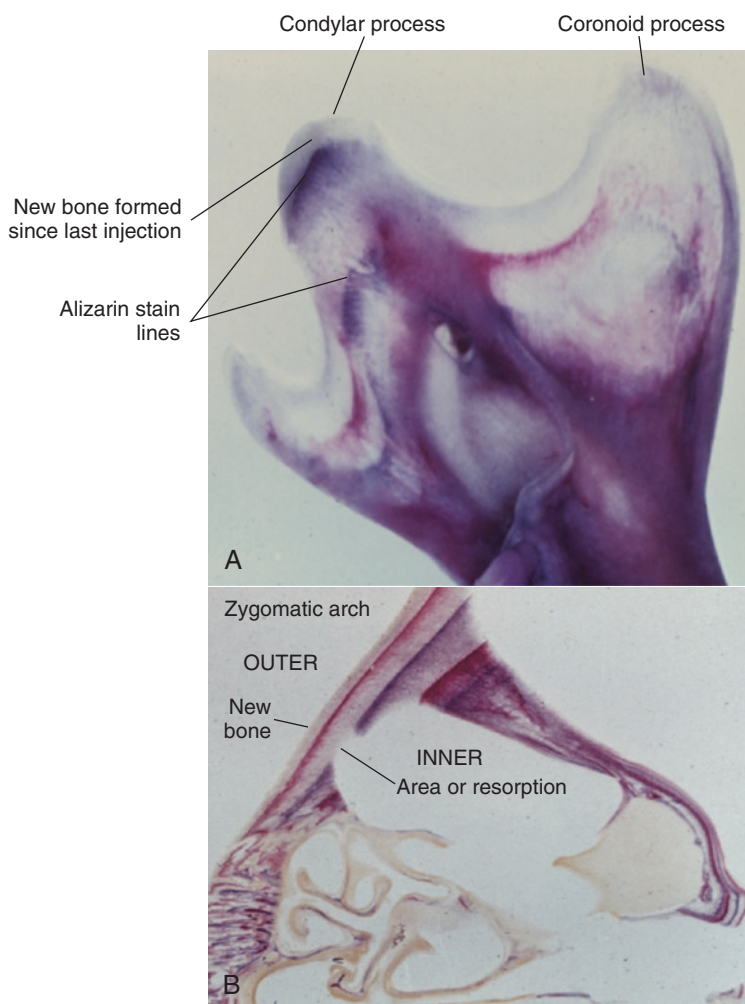 Condylar process
Coronoid process
New bone formed
since last injection
Alizarin stain
lines
A
Zygomatic arch
OUTER
New
bone
INNER
Area or resorption
B